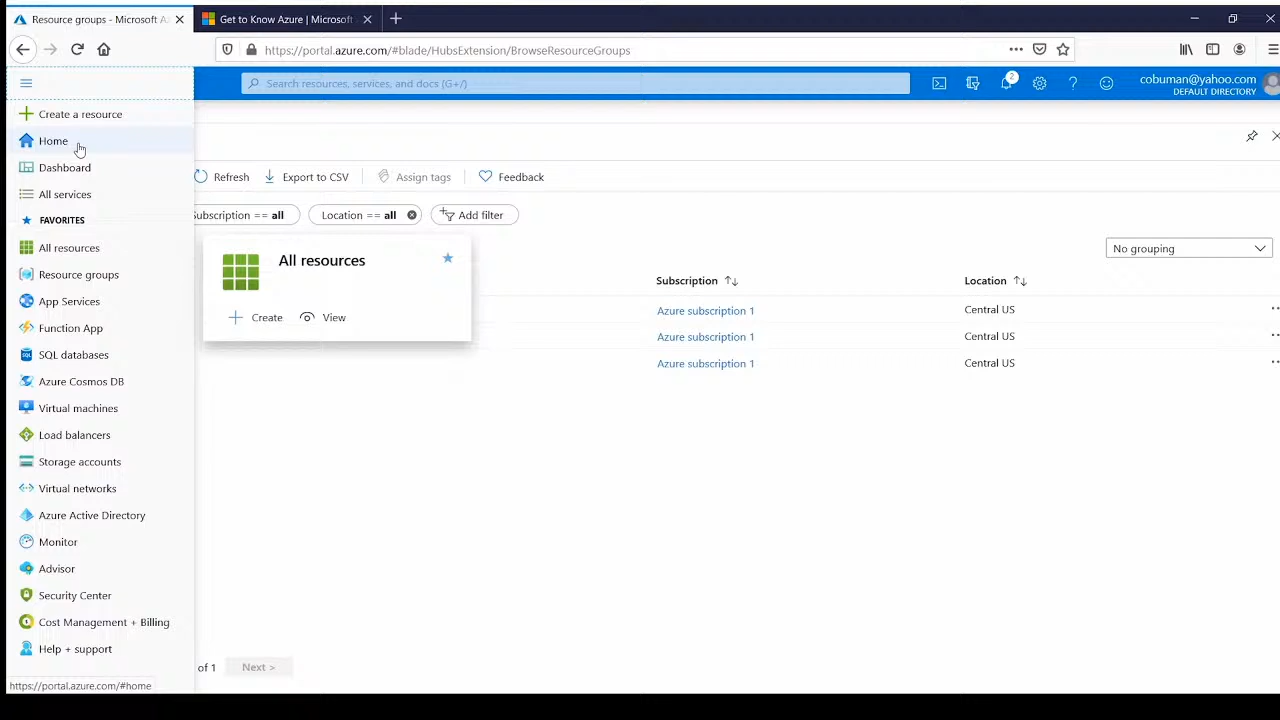 Resource groups - Microsoft Az
Get to Know Azure | Microsoft
https://portal.azure.com/#blade/HubsExtension/BrowseResourceGroups
Search resources, services, and docs (G+/)
2
cobuman@yahoo.com
DEFAULT DIRECTORY
Create a resource
Home
Dashboard
All services
FAVORITES
All resources
Resource groups
App Services
Function App
SQL databases
Azure Cosmos DB
Virtual machines
Load balancers
Storage accounts
Virtual networks
Azure Active Directory
Monitor
Advisor
Security Center
Cost Management + Billing
Help + support
https://portal.azure.com/#home
Refresh
Export to CSV
Assign tags
Feedback
Subscription == all
Location == all
Add filter
All resources
Create
View
No grouping
Subscription
Location
Azure subscription 1
Central US
Azure subscription 1
Central US
Azure subscription 1
Central US
of 1
Next >